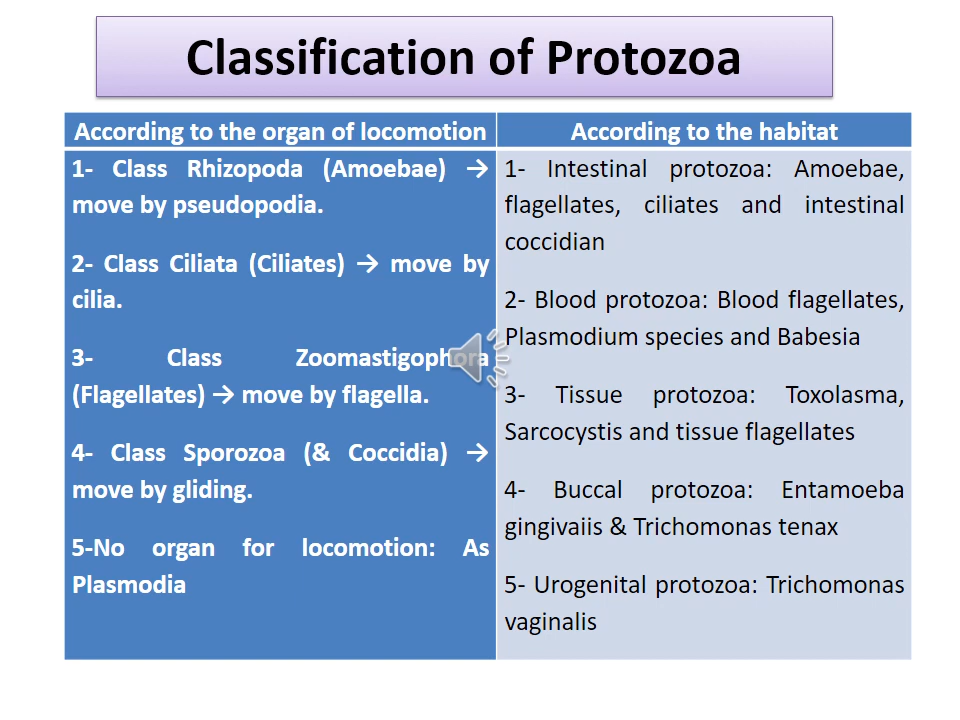 Classification of Protozoa
According to the organ of locomotion
1- Class Rhizopoda (Amoebae) →
move by pseudopodia.
2- Class Ciliata (Ciliates) → move by
cilia.
3- Class Zoomastigophora
(Flagellates) → move by flagella.
4- Class Sporozoa (& Coccidia) →
move by gliding.
5-No organ for locomotion: As
Plasmodia
According to the habitat
1- Intestinal protozoa: Amoebae,
flagellates, ciliates and intestinal
coccidian
2- Blood protozoa: Blood flagellates,
Plasmodium species and Babesia
3- Tissue protozoa: Toxolasma,
Sarcocystis and tissue flagellates
4- Buccal protozoa: Entamoeba
gingivaiis & Trichomonas tenax
5- Urogenital protozoa: Trichomonas
vaginalis